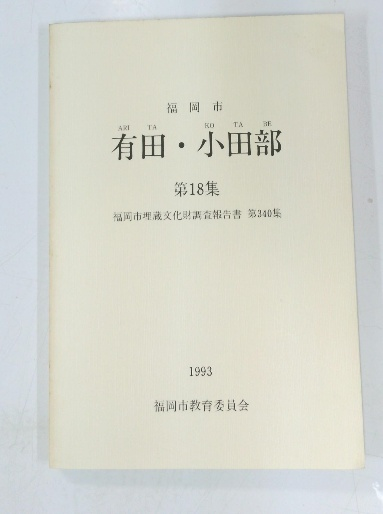 福岡市
ARI TA KO TA BE
有田・小田部
第18集
福岡市埋蔵文化財調査報告書 第340集
1993
福岡市教育委員会